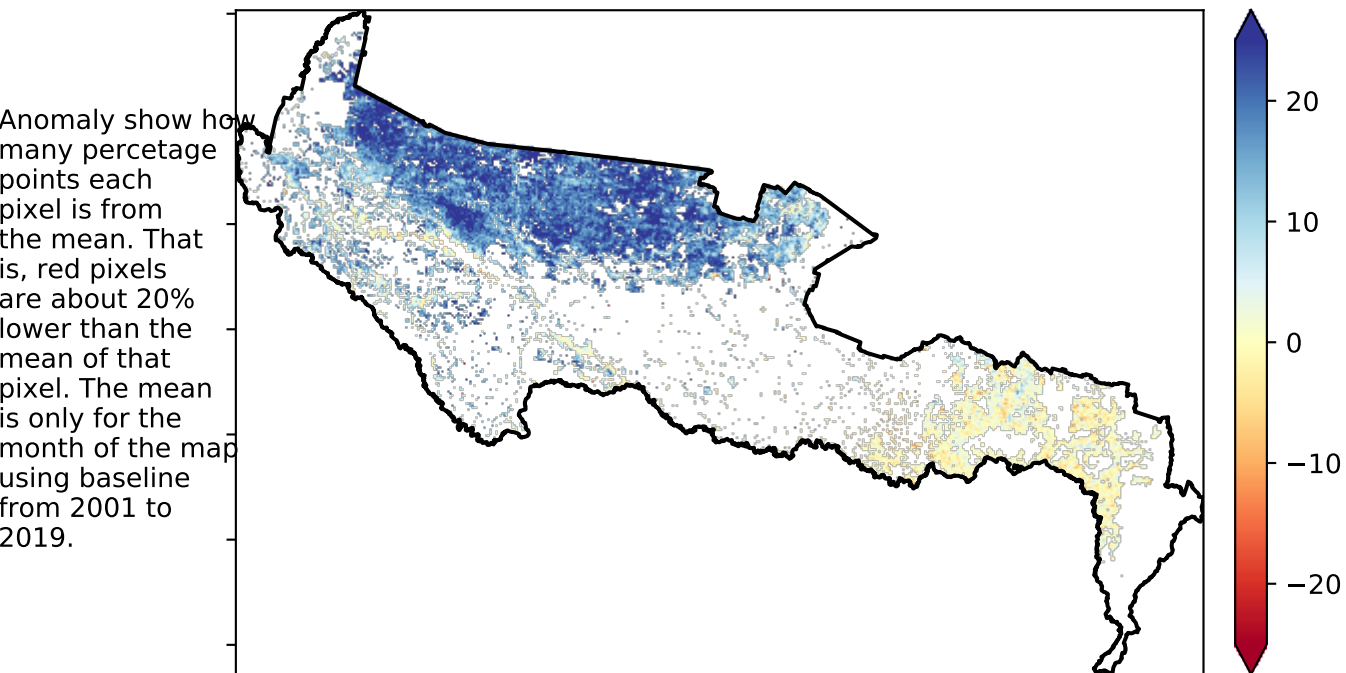 Anomaly show how
many percetage
points each
pixel is from
the mean. That
is, red pixels
are about 20%
lower than the
mean of that
pixel. The mean
is only for the
month of the map
using baseline
from 2001 to
2019.
20
10
0
−10
−20